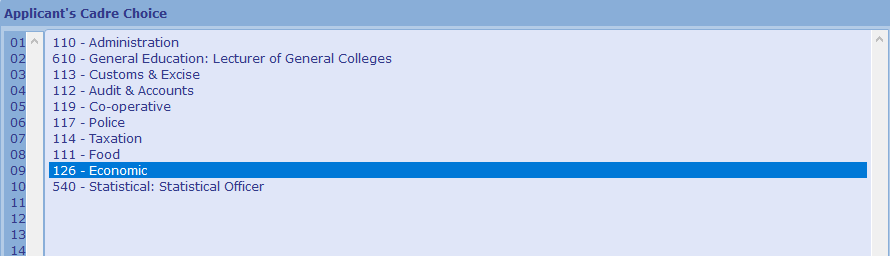 Applicant's Cadre Choice
01 110 - Administration
02 610 - General Education: Lecturer of General Colleges
03 113 - Customs & Excise
04 112 - Audit & Accounts
05 119 - Co-operative
06 117 - Police
07 114 - Taxation
08 111 - Food
09 126 - Economic
10 540 - Statistical: Statistical Officer
11
12
13
14